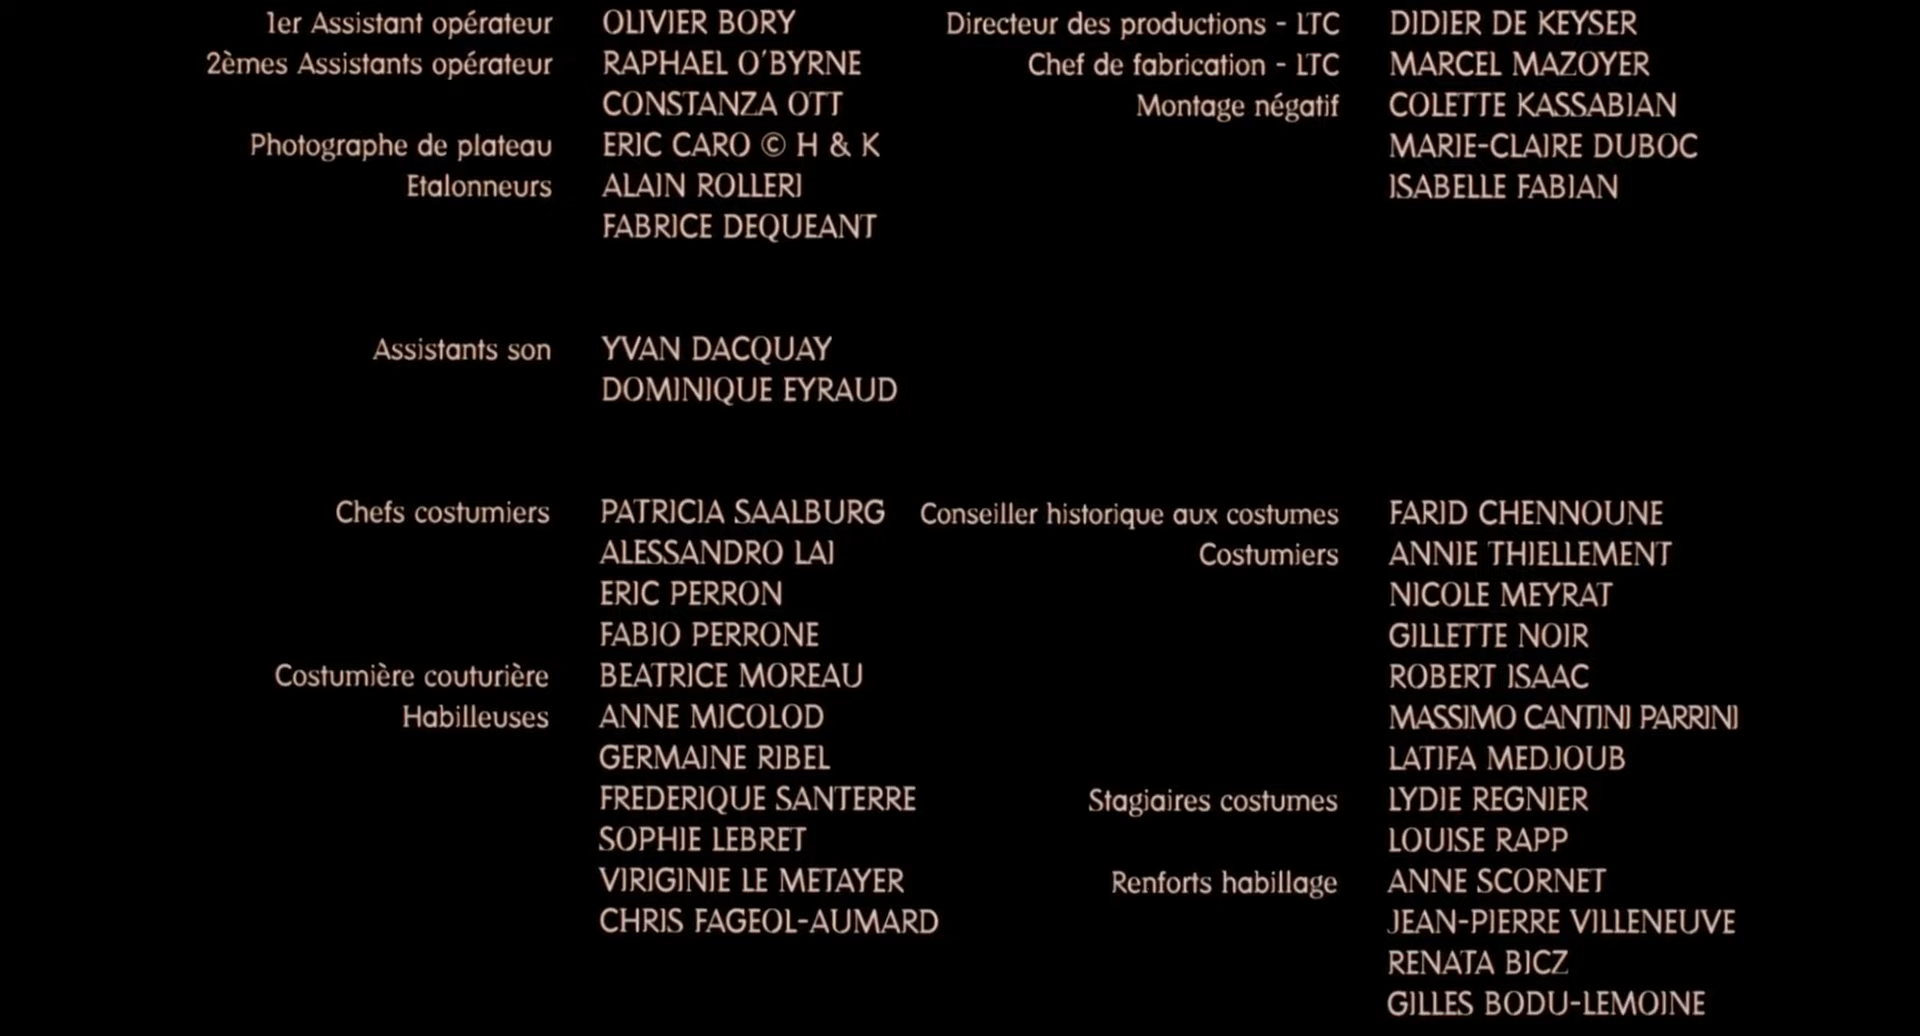 1er Assistant opérateur OLIVIER BORY
2èmes Assistants opérateur RAPHAEL O'BYRNE
CONSTANZA OTT
Photographe de plateau ERIC CARO © H & K
Etalonneurs ALAIN ROLLERI
FABRICE DEQUEANT
Directeur des productions - LTC DIDIER DE KEYSER
Chef de fabrication - LTC MARCEL MAZOYER
Montage négatif COLETTE KASSABIAN
MARIE-CLAIRE DUBOC
ISABELLE FABIAN
Assistants son YVAN DACQUAY
DOMINIQUE EYRAUD
Chefs costumiers PATRICIA SAALBURG
ALESSANDRO LAI
ERIC PERRON
FABIO PERRONE
Costumière couturière BEATRICE MOREAU
Habilleuses ANNE MICOLOD
GERMAINE RIBEL
FREDERIQUE SANTERRE
SOPHIE LEBRET
VIRIGINIE LE METAYER
CHRIS FAGEOL-AUMARD
Conseiller historique aux costumes FARID CHENNOUNE
Costumiers ANNIE THIELLEMENT
NICOLE MEYRAT
GILLETTE NOIR
ROBERT ISAAC
MASSIMO CANTINI PARRINI
LATIFA MEDJOUB
Stagiaires costumes LYDIE REGNIER
LOUISE RAPP
Renforts habillage ANNE SCORNET
JEAN-PIERRE VILLENEUVE
RENATA BICZ
GILLES BODU-LEMOINE